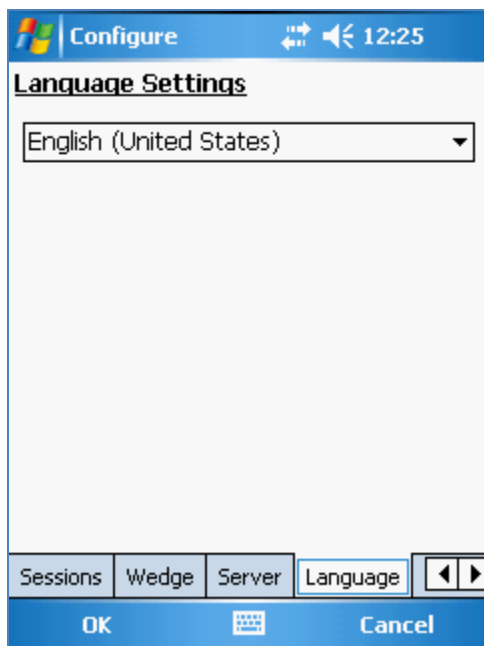 Configure 12:25
Language Settings
English (United States)
Sessions Wedge Server Language
OK Cancel